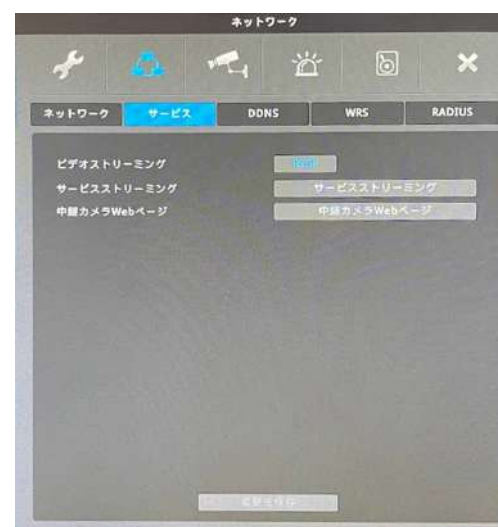 ネットワーク
ネットワーク サービス DDNS WRS RADIUS
ビデオストリーミング
サービスストリーミング サービスストリーミング
中継カメラWebページ 中継カメラWebページ